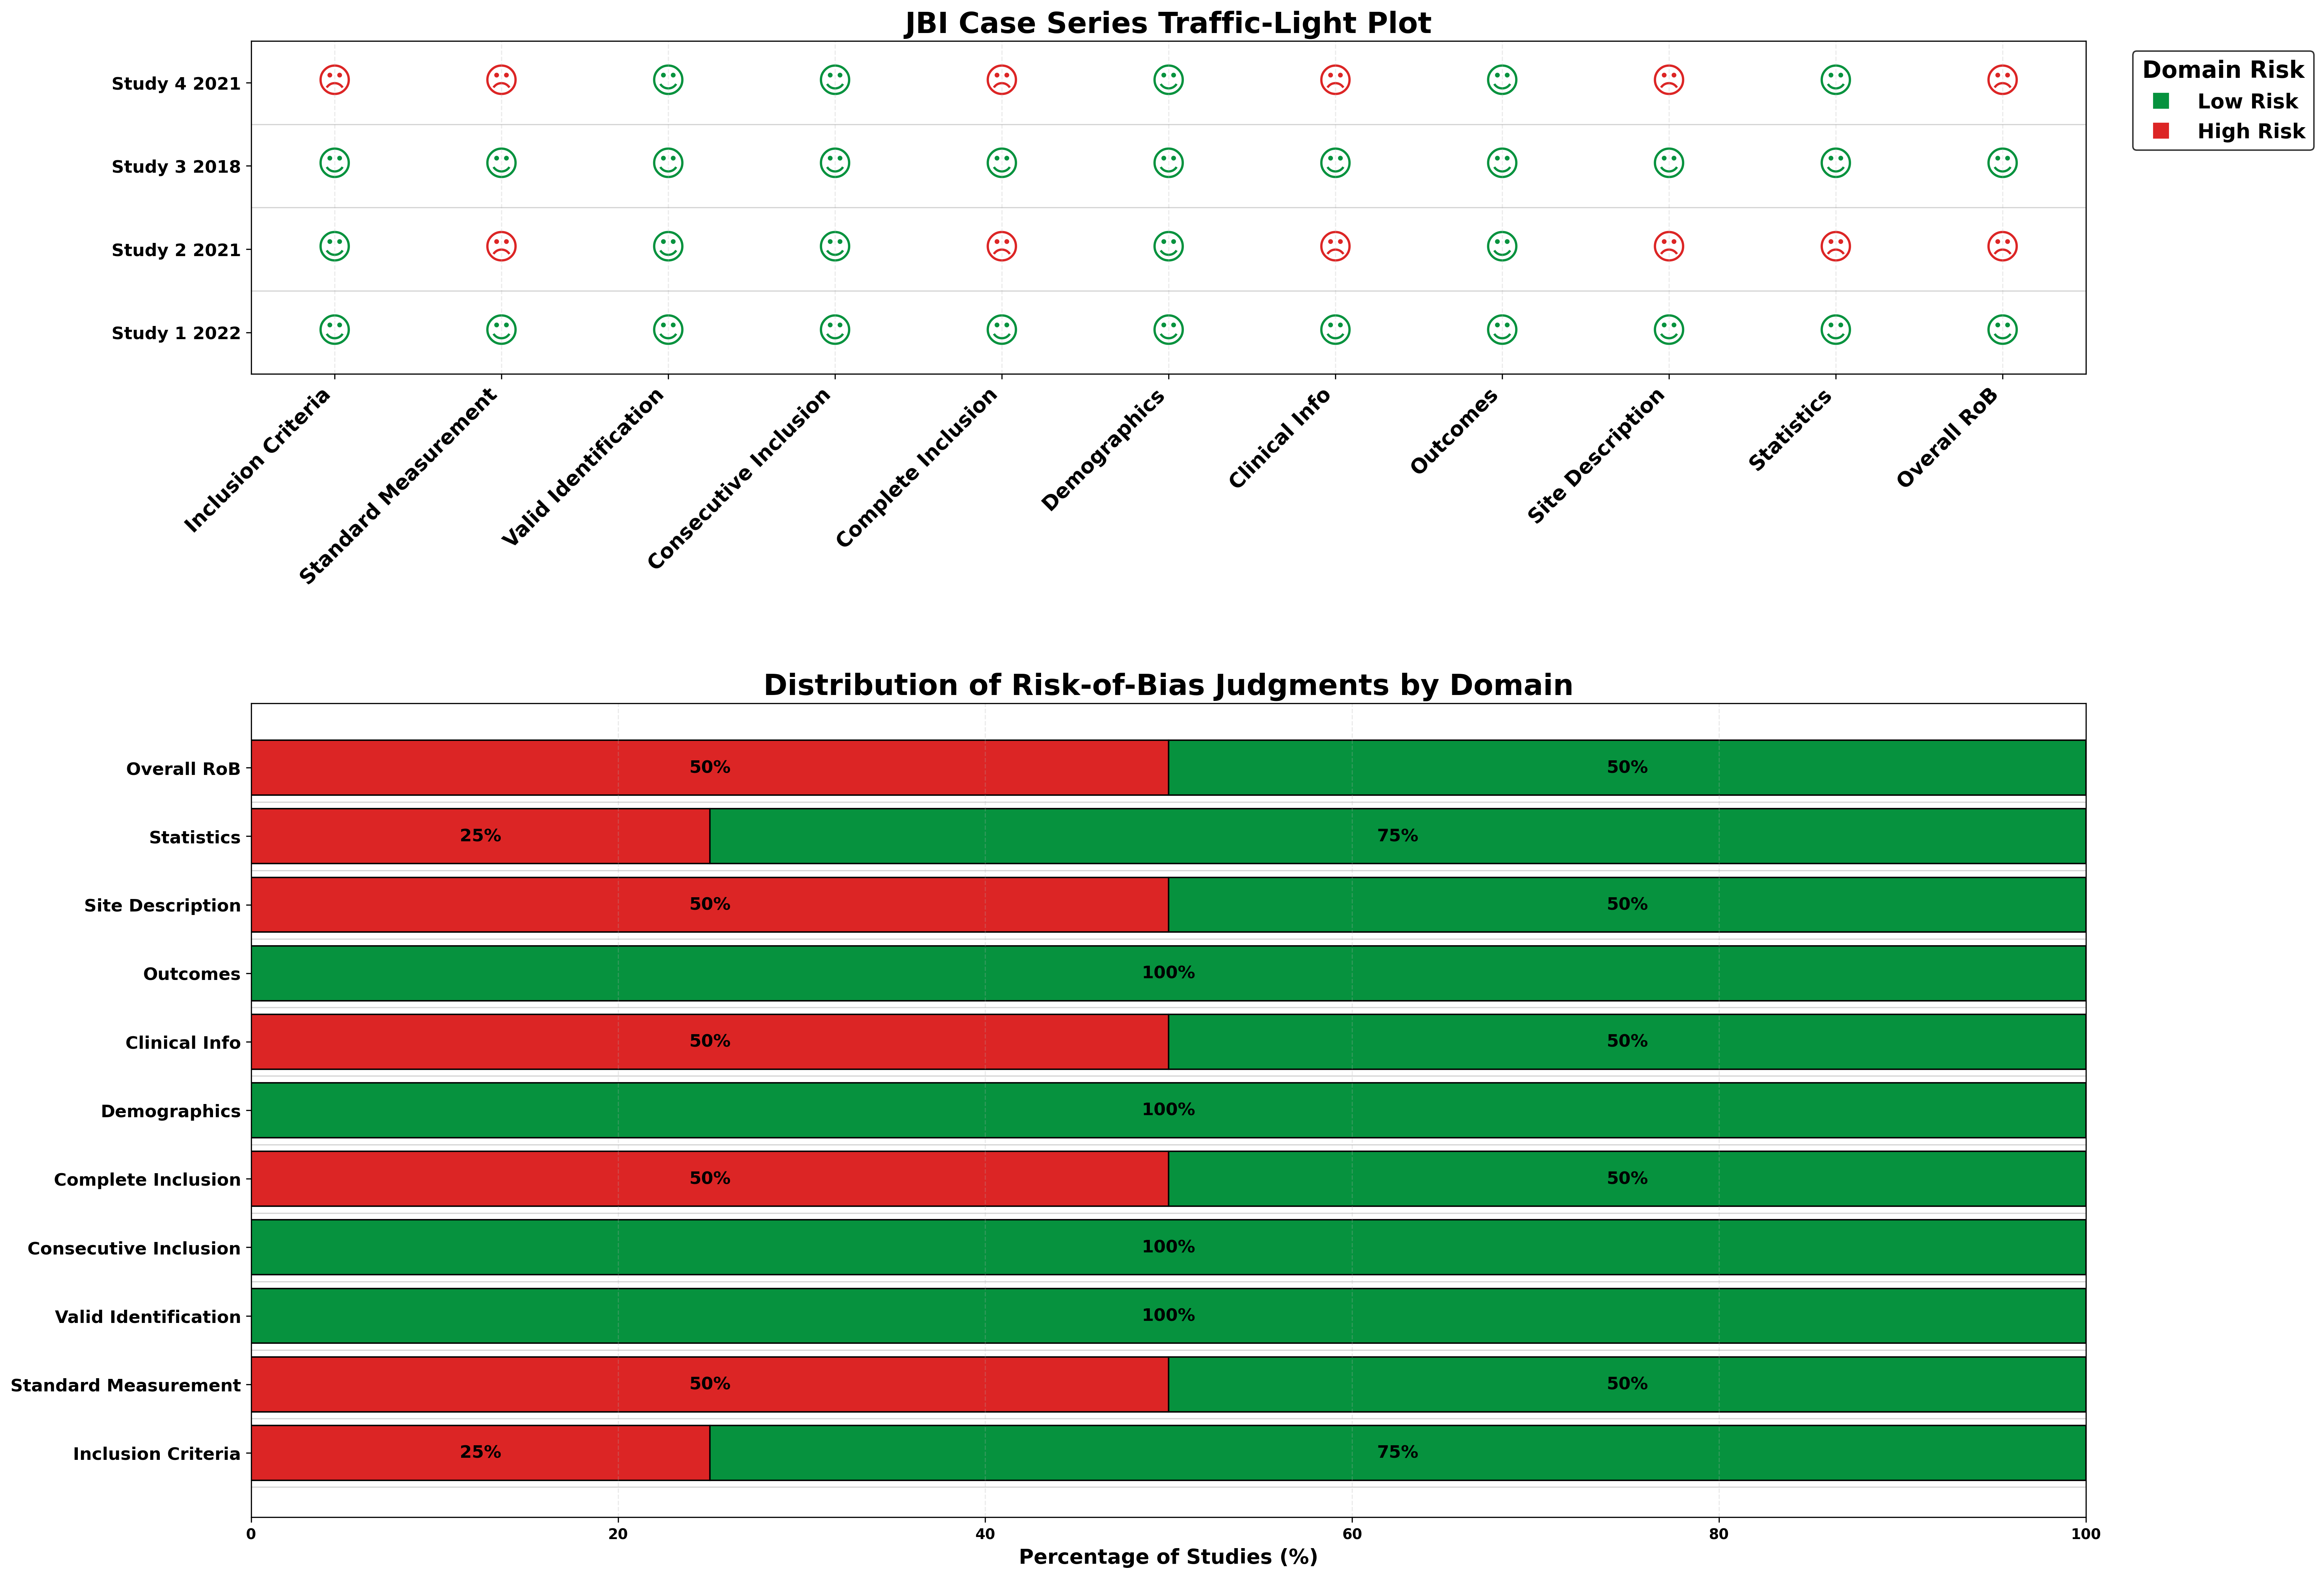 JBI Case Series Traffic-Light Plot
Study 4 2021
Study 3 2018
Study 2 2021
Study 1 2022
Domain Risk
Low Risk
High Risk
Inclusion Criteria
Standard Measurement
Valid Identification
Consecutive Inclusion
Complete Inclusion
Demographics
Clinical Info
Outcomes
Site Description
Statistics
Overall RoB
Distribution of Risk-of-Bias Judgments by Domain
Overall RoB 50% 50%
Statistics 25% 75%
Site Description 50% 50%
Outcomes 100%
Clinical Info 50% 50%
Demographics 100%
Complete Inclusion 50% 50%
Consecutive Inclusion 100%
Valid Identification 100%
Standard Measurement 50% 50%
Inclusion Criteria 25% 75%
0 20 40 60 80 100
Percentage of Studies (%)